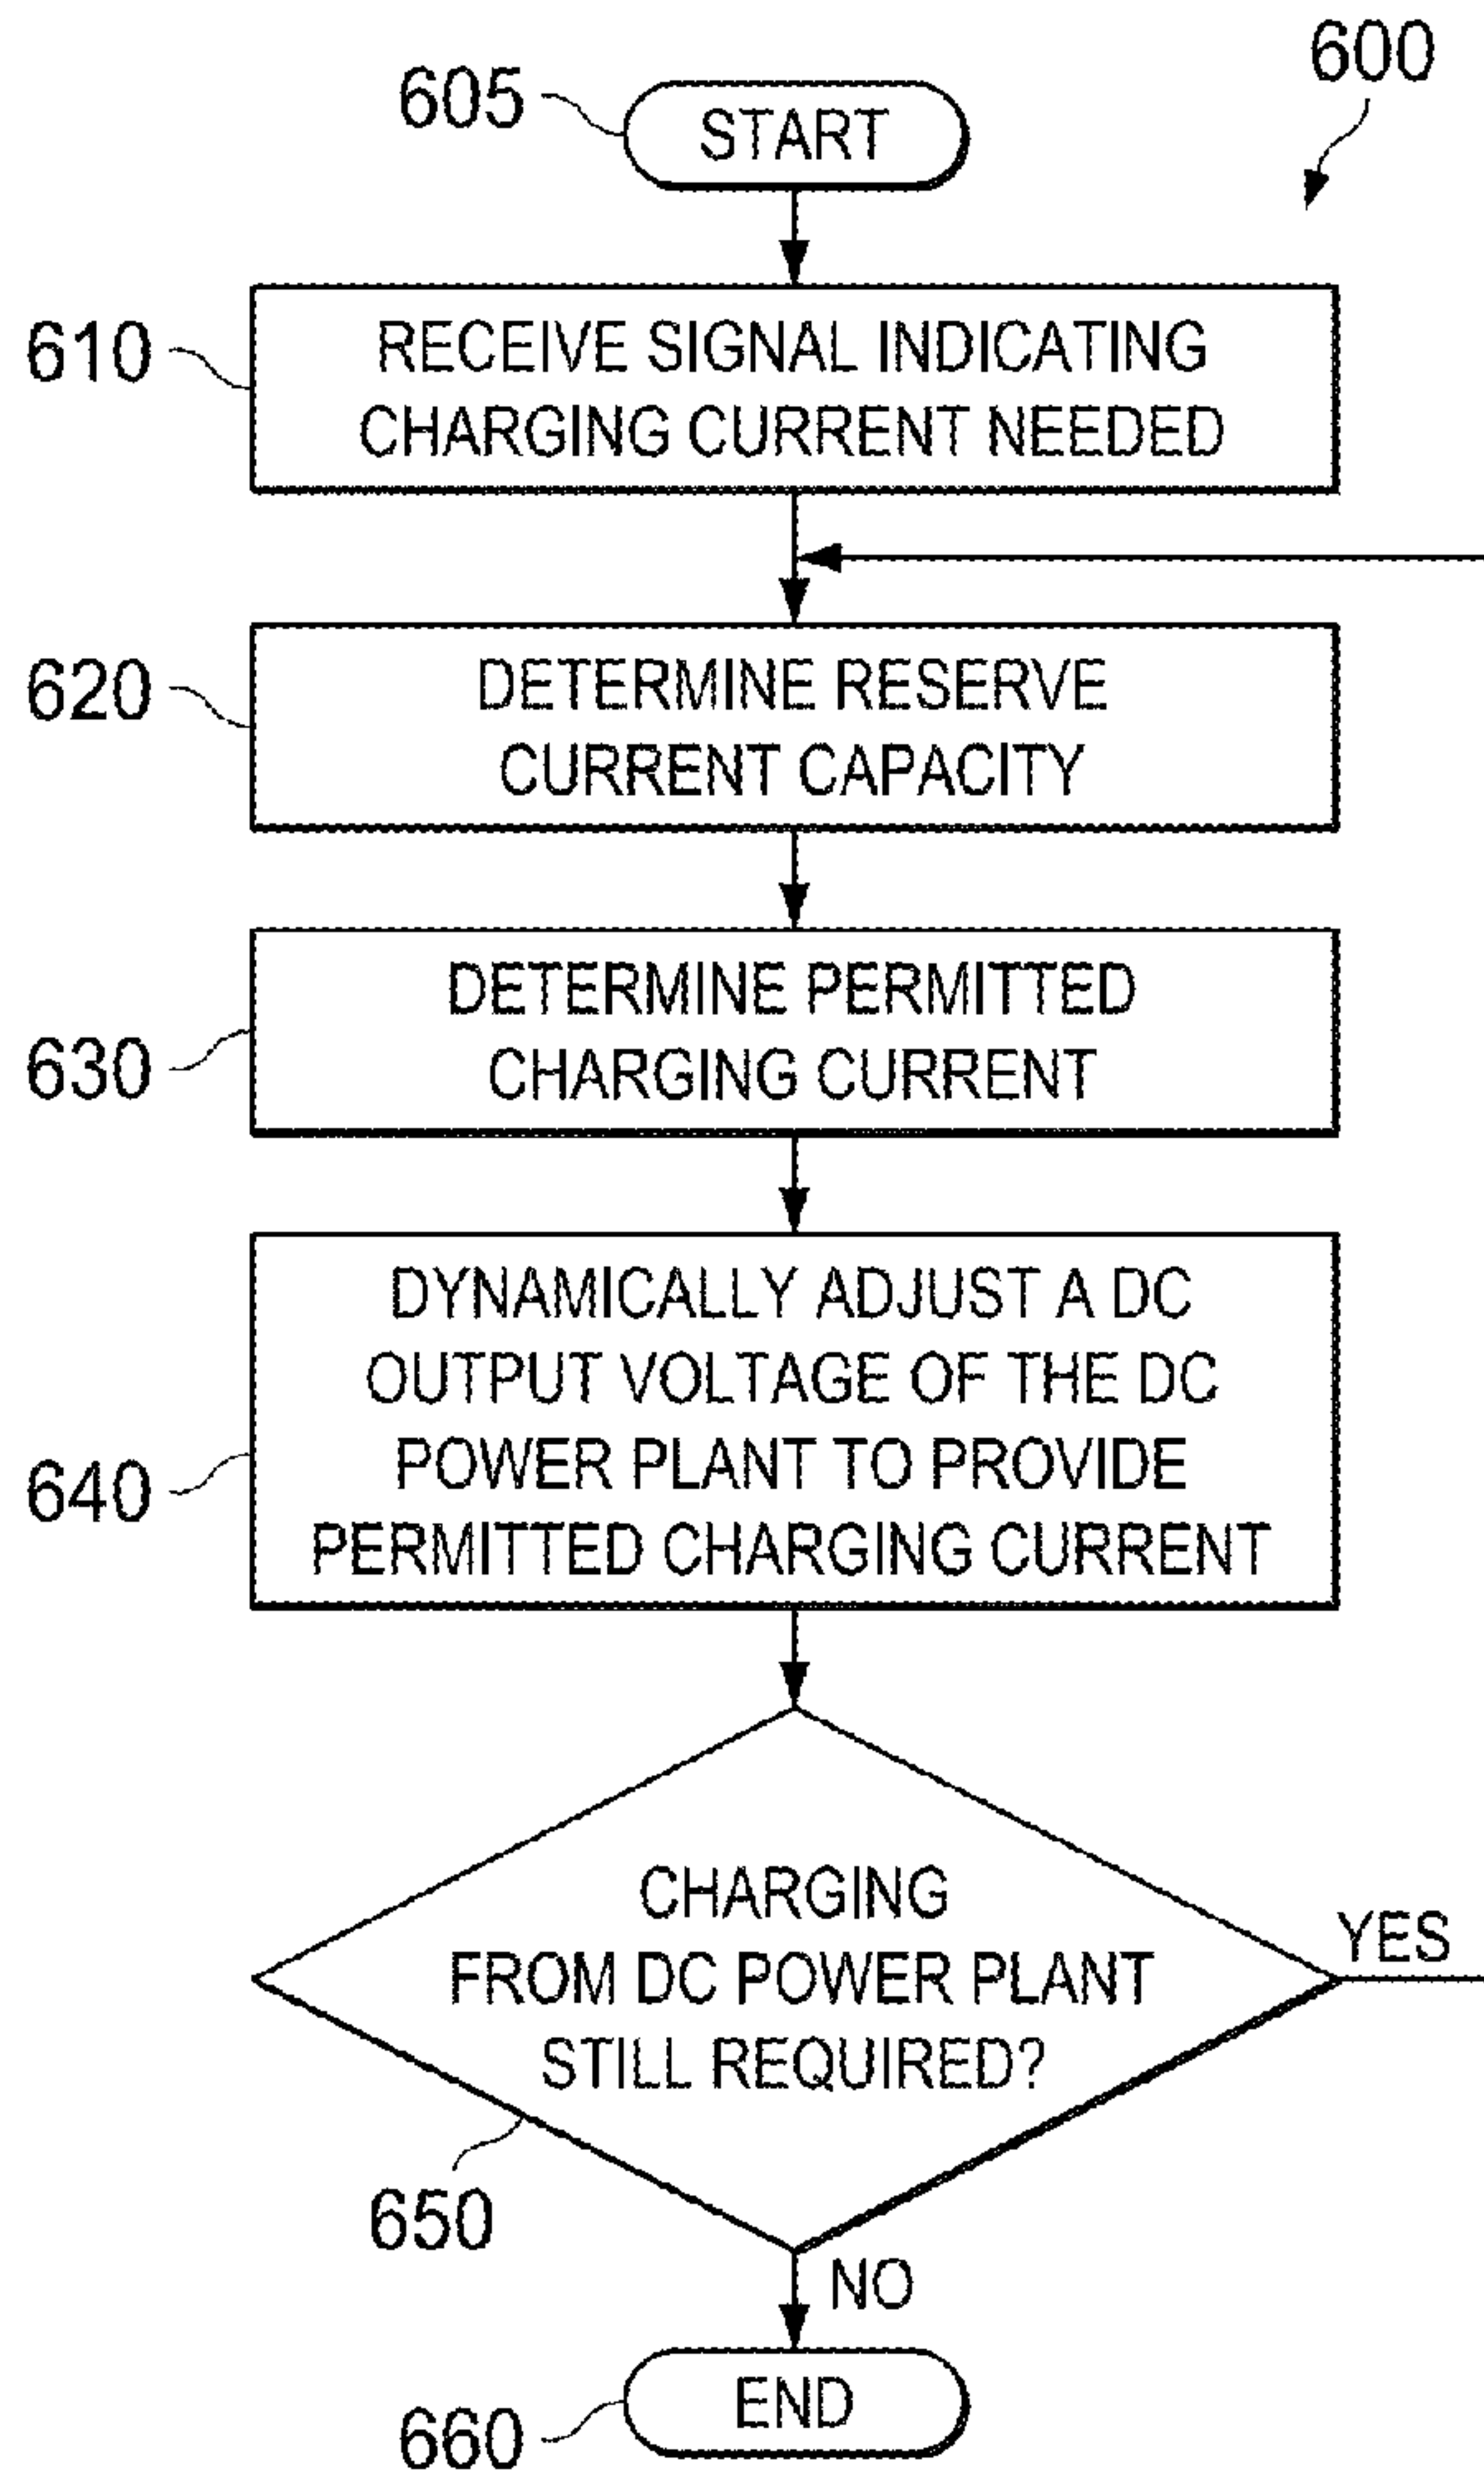 600
605
START
610
RECEIVE SIGNAL INDICATING
CHARGING CURRENT NEEDED
620
DETERMINE RESERVE
CURRENT CAPACITY
630
DETERMINE PERMITTED
CHARGING CURRENT
640
DYNAMICALLY ADJUST A DC
OUTPUT VOLTAGE OF THE DC
POWER PLANT TO PROVIDE
PERMITTED CHARGING CURRENT
CHARGING
FROM DC POWER PLANT
STILL REQUIRED?
YES
650
NO
END
660